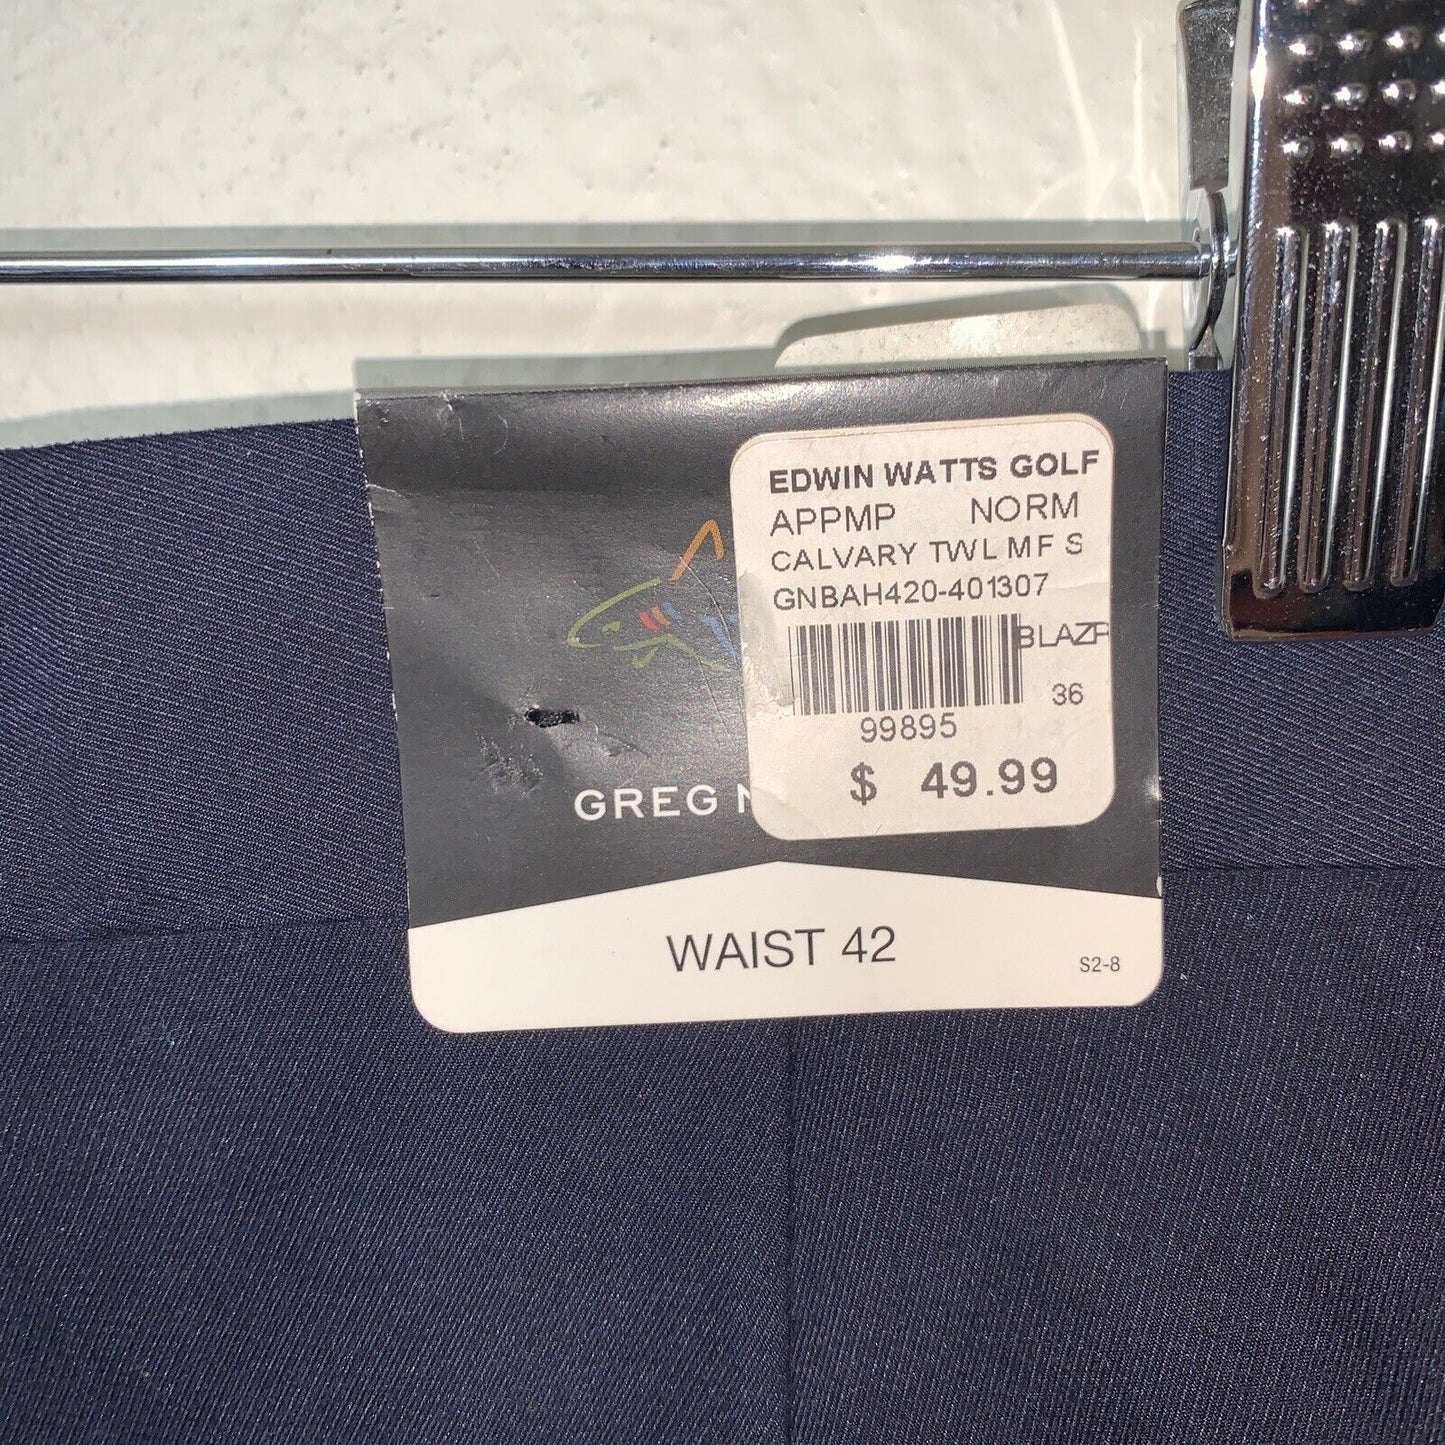 EDWIN WATTS GOLF
APPMP NORM
CALVARY TWL MF S
GNBAH420-401307
BLAZR
36
99895
$ 49.99
GREG N
WAIST 42
S2-8